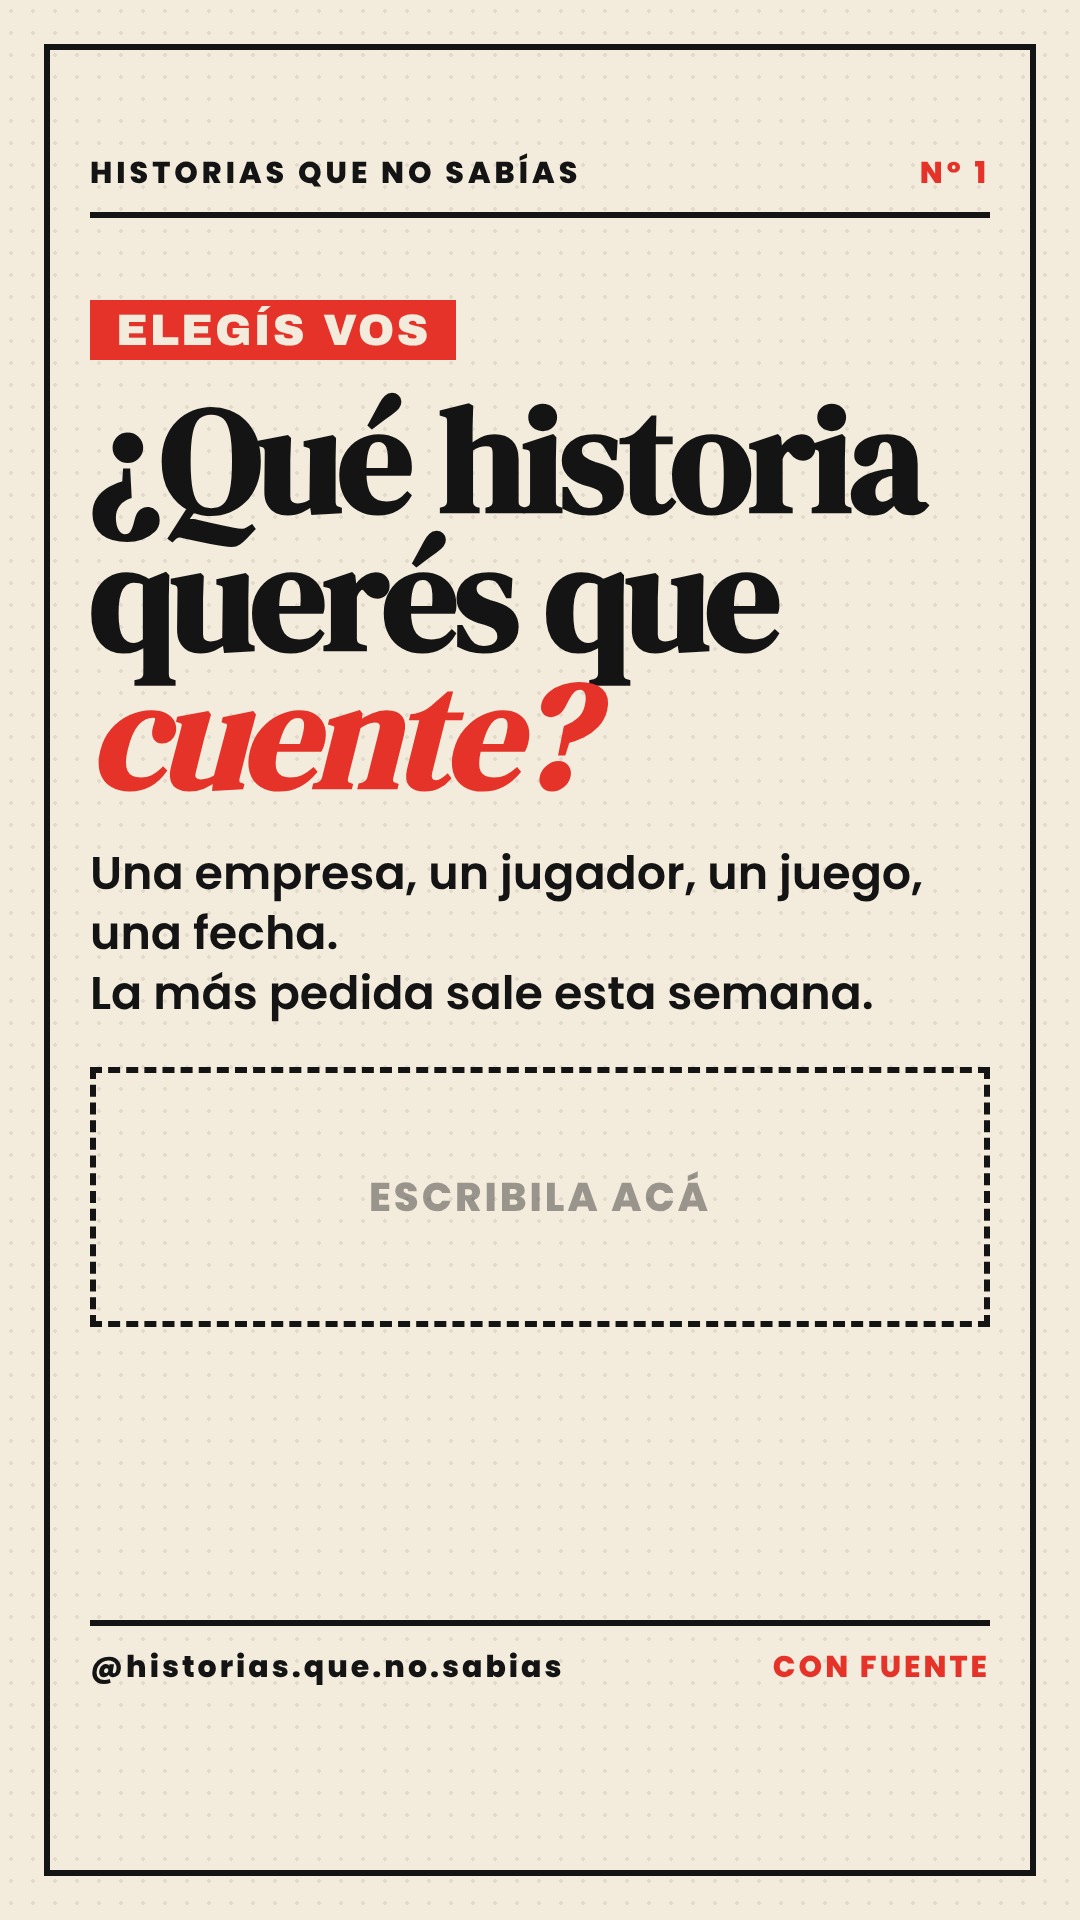 HISTORIAS QUE NO SABÍAS
Nº 1
ELEGÍS VOS
¿Qué historia
querés que
cuente?
Una empresa, un jugador, un juego,
una fecha.
La más pedida sale esta semana.
ESCRIBILA ACÁ
@historias.que.no.sabias
CON FUENTE